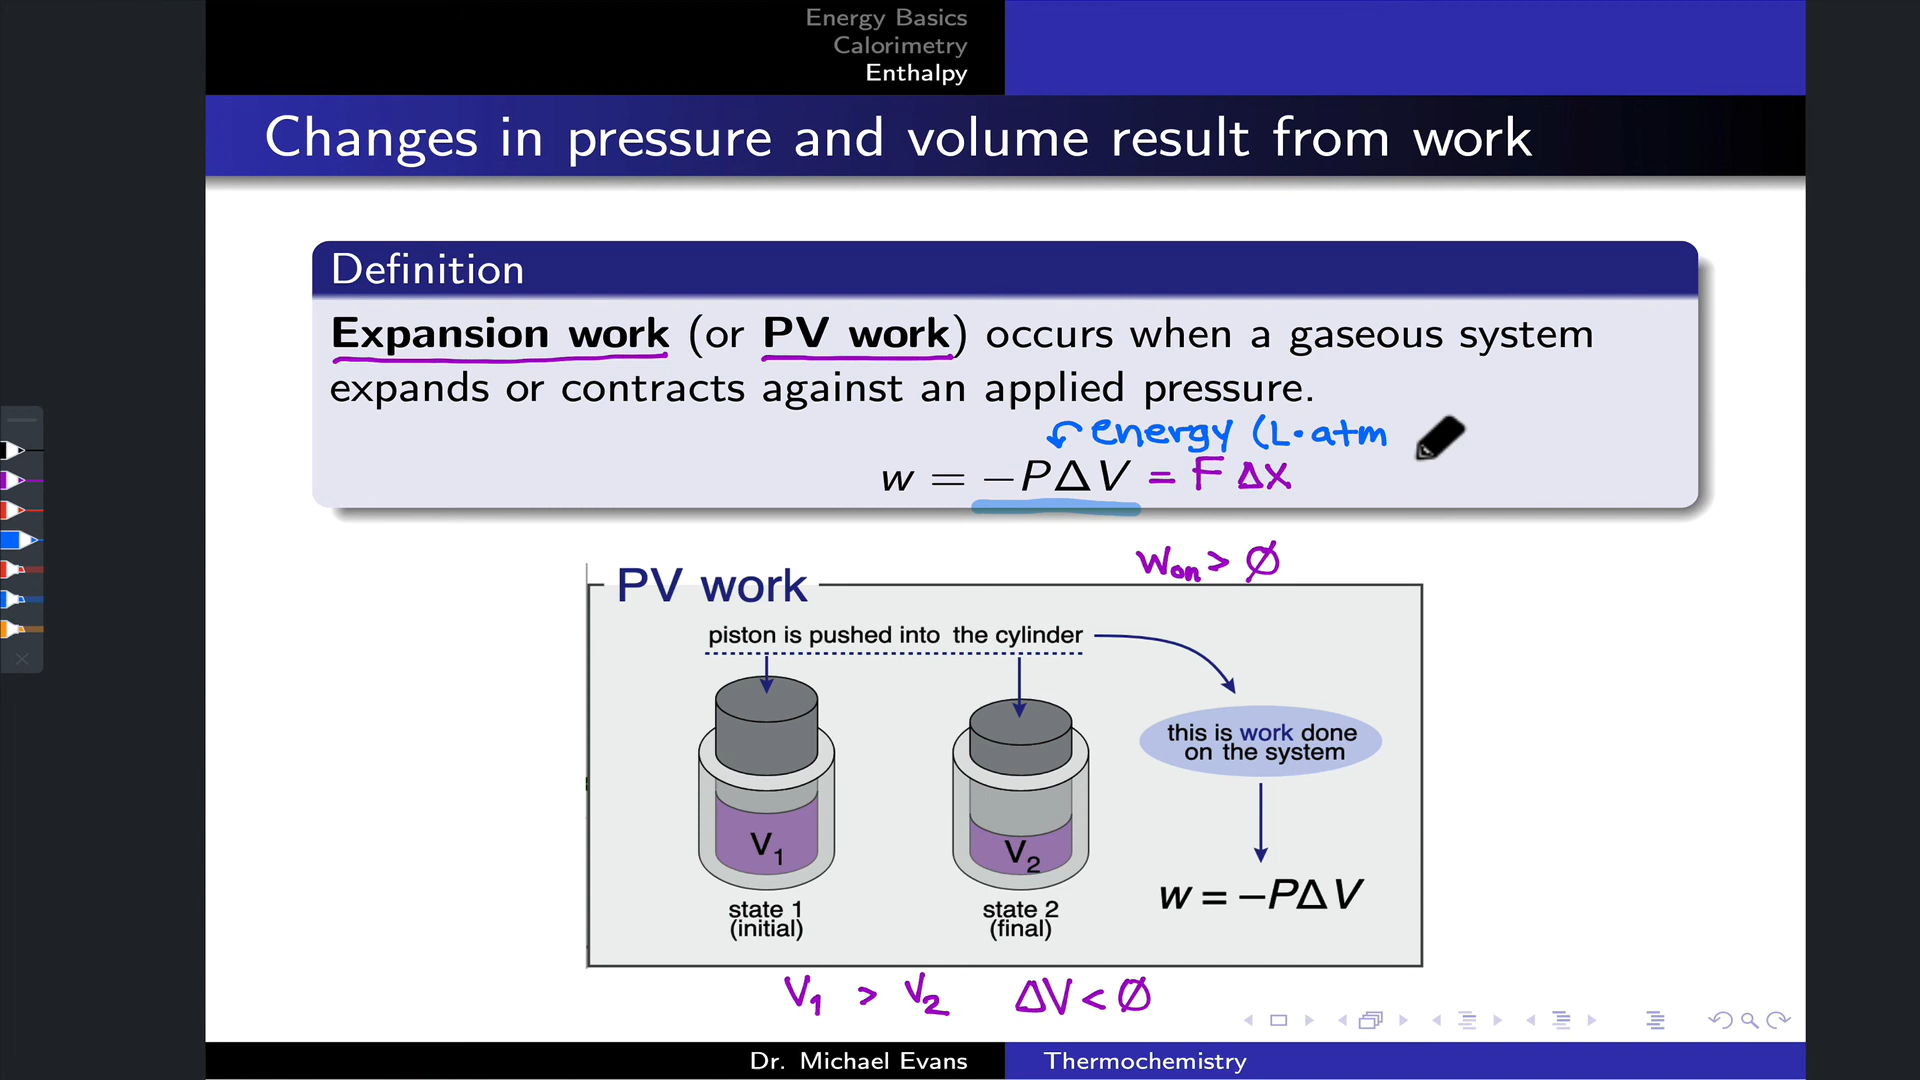 Energy Basics
Calorimetry
Enthalpy
Changes in pressure and volume result from work
Definition
Expansion work (or PV work) occurs when a gaseous system
expands or contracts against an applied pressure.
energy (L·atm
w = −PΔV = F Δx
Won > ∅
PV work
piston is pushed into the cylinder
this is work done
on the system
V1
V2
w = −PΔV
state 1
(initial)
state 2
(final)
V1 > V2 ΔV < ∅
Dr. Michael Evans
Thermochemistry